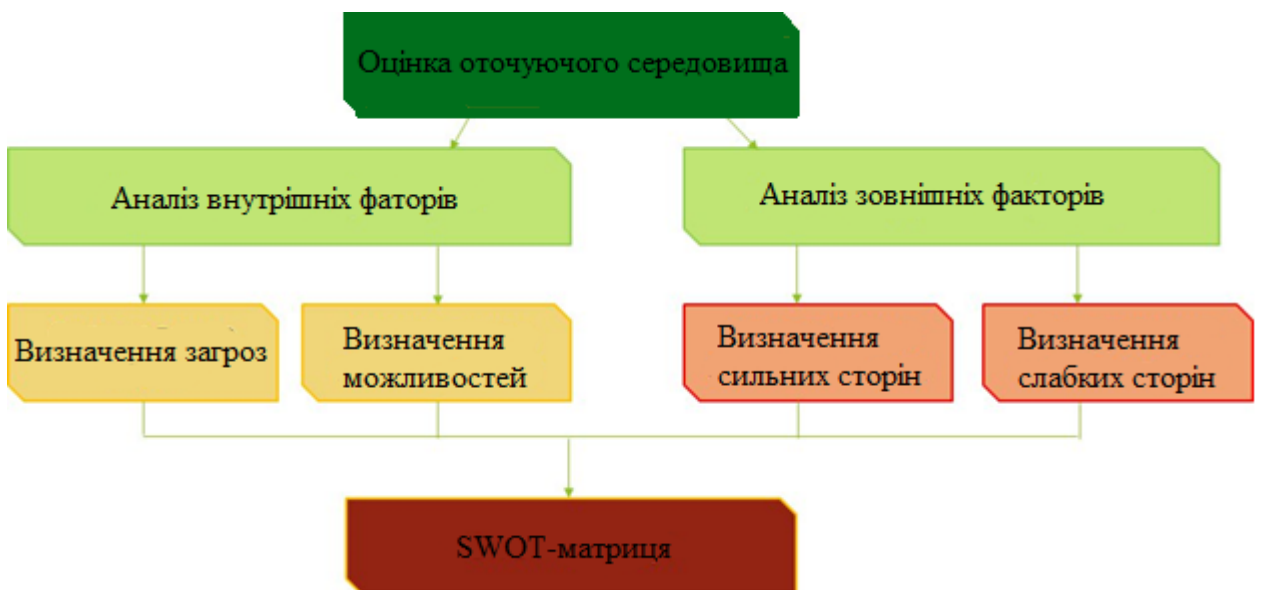 Оцінка оточуючого середовища
Аналіз внутрішніх фаторів
Аналіз зовнішніх факторів
Визначення загроз
Визначення
можливостей
Визначення
сильних сторін
Визначення
слабких сторін
SWOT-матриця